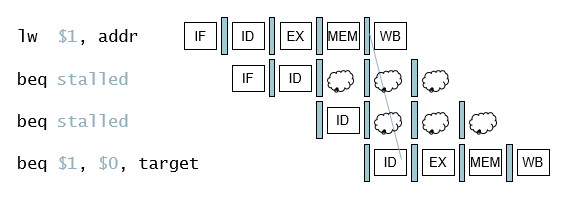 lw $1, addr IF ID EX MEM WB
beq stalled IF ID
beq stalled ID
beq $1, $0, target ID EX MEM WB